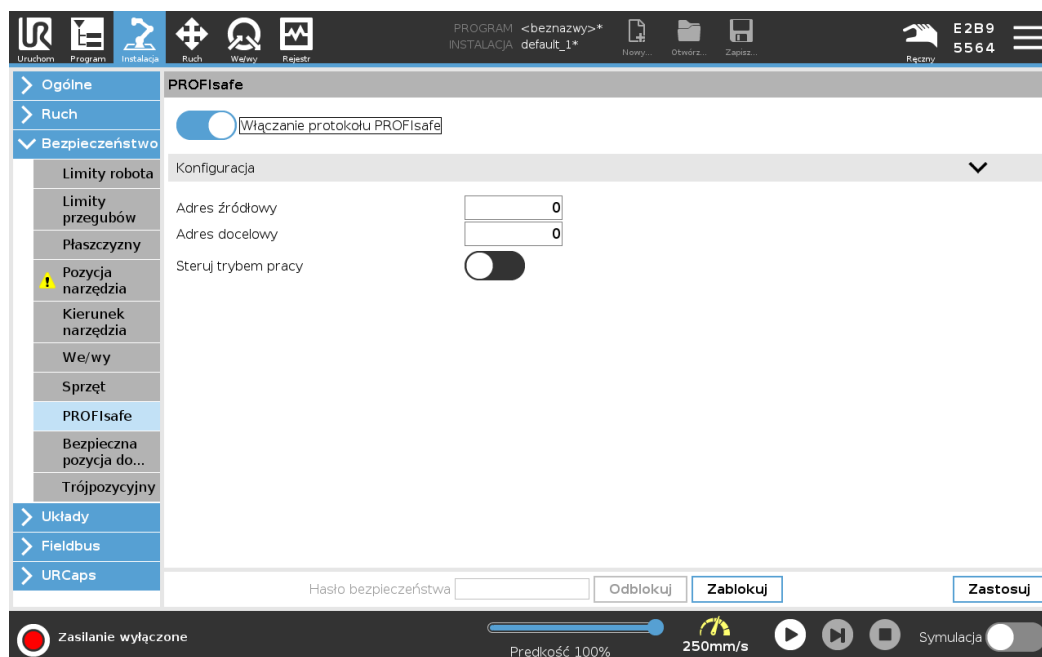 UR
PROGRAM <beznazwy>*
INSTALACJA default_1*
Uruchom Program Instalacja Ruch We/wy Rejestr
Nowy... Otwórz... Zapisz...
Ręczny
E2B9
5564
Ogólne
Ruch
Bezpieczeństwo
Limity robota
Limity
przegubów
Płaszczyzny
Pozycja
narzędzia
Kierunek
narzędzia
We/wy
Sprzęt
PROFIsafe
Bezpieczna
pozycja do...
Trójpozycyjny
Układy
Fieldbus
URCaps
PROFIsafe
Włączanie protokołu PROFIsafe
Konfiguracja
Adres źródłowy 0
Adres docelowy 0
Steruj trybem pracy
Hasło bezpieczeństwa Odblokuj Zablokuj Zastosuj
Zasilanie wyłączone
Prędkość 100%
250mm/s
Symulacja